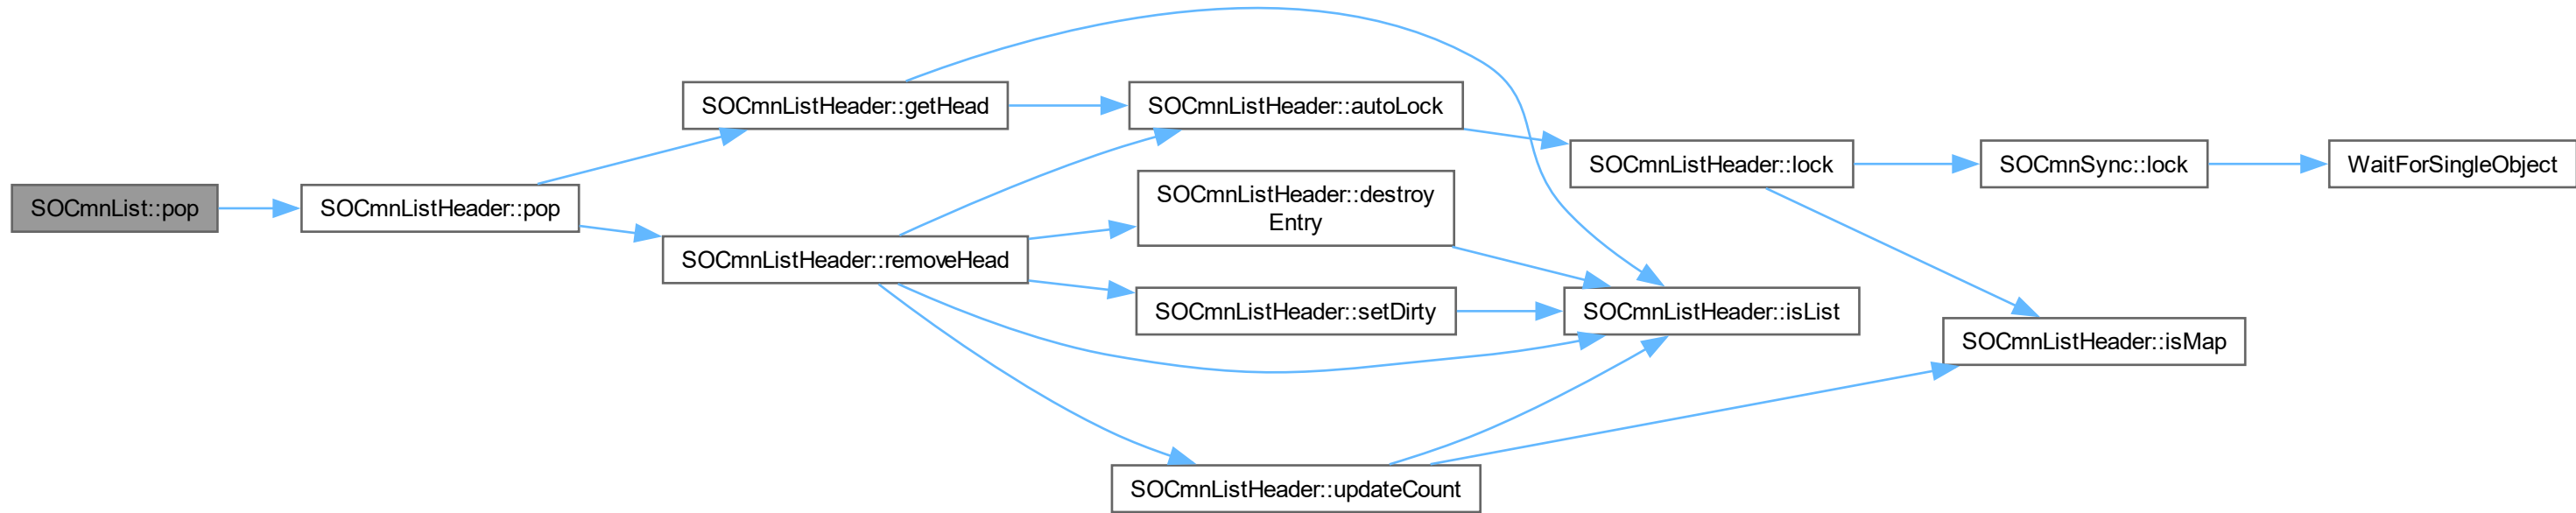 SOCmnList::pop
SOCmnListHeader::pop
SOCmnListHeader::getHead
SOCmnListHeader::removeHead
SOCmnListHeader::autoLock
SOCmnListHeader::destroy
Entry
SOCmnListHeader::setDirty
SOCmnListHeader::updateCount
SOCmnListHeader::lock
SOCmnListHeader::isList
SOCmnSync::lock
SOCmnListHeader::isMap
WaitForSingleObject